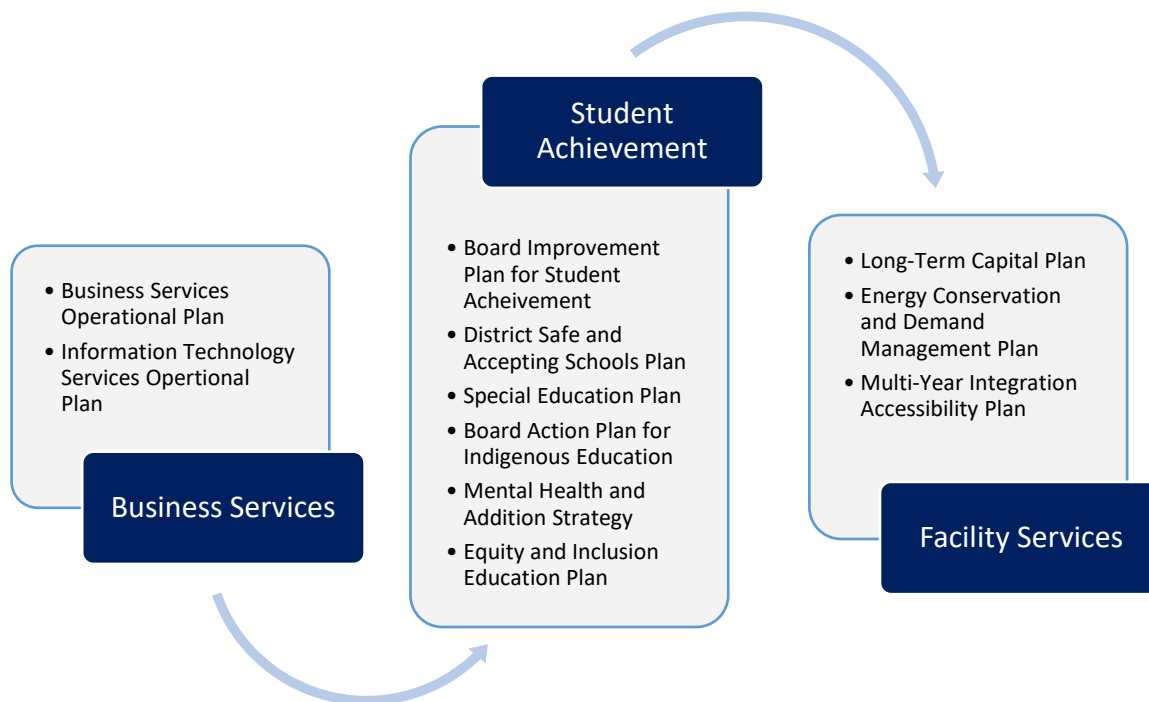 • Business Services
Operational Plan
• Information Technology
Services Opertional
Plan
Business Services
Student
Achievement
• Board Improvement
Plan for Student
Acheivement
• District Safe and
Accepting Schools Plan
• Special Education Plan
• Board Action Plan for
Indigenous Education
• Mental Health and
Addition Strategy
• Equity and Inclusion
Education Plan
• Long-Term Capital Plan
• Energy Conservation
and Demand
Management Plan
• Multi-Year Integration
Accessibility Plan
Facility Services